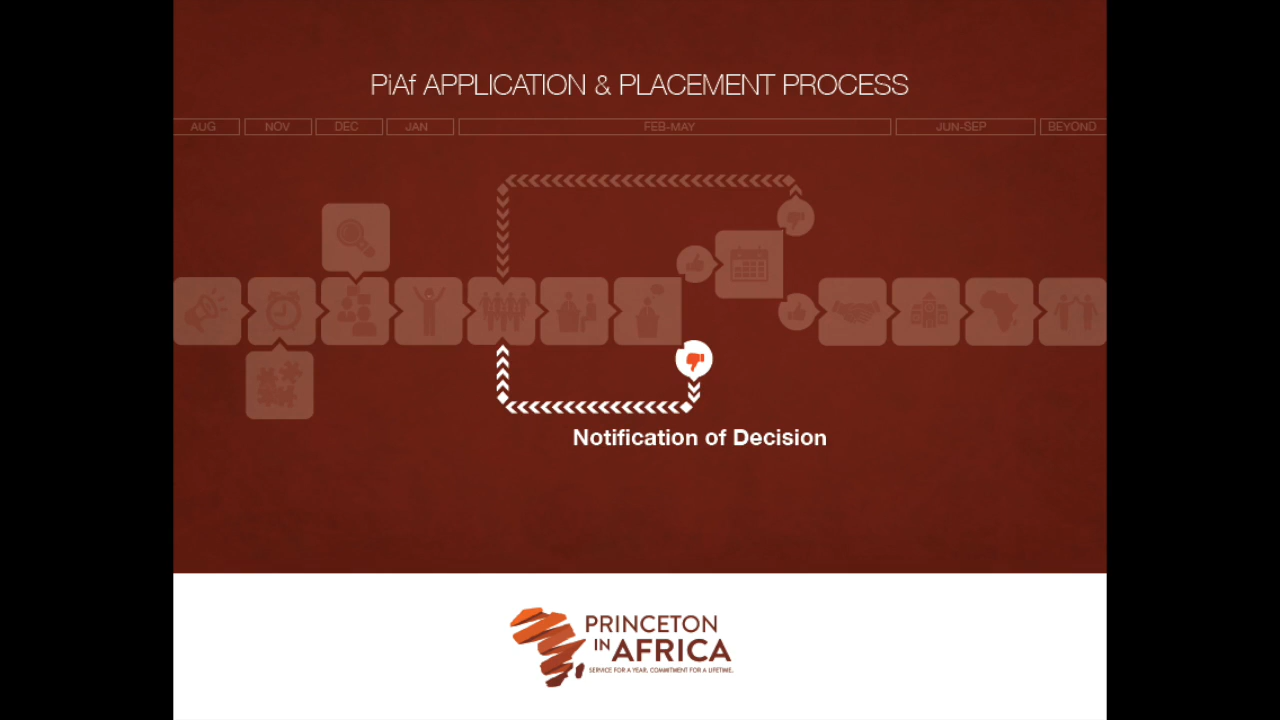 PiAf APPLICATION & PLACEMENT PROCESS
AUG NOV DEC JAN FEB-MAY JUN-SEP BEYOND
Notification of Decision
PRINCETON
IN AFRICA
SERVICE FOR A YEAR. COMMITMENT FOR A LIFETIME.